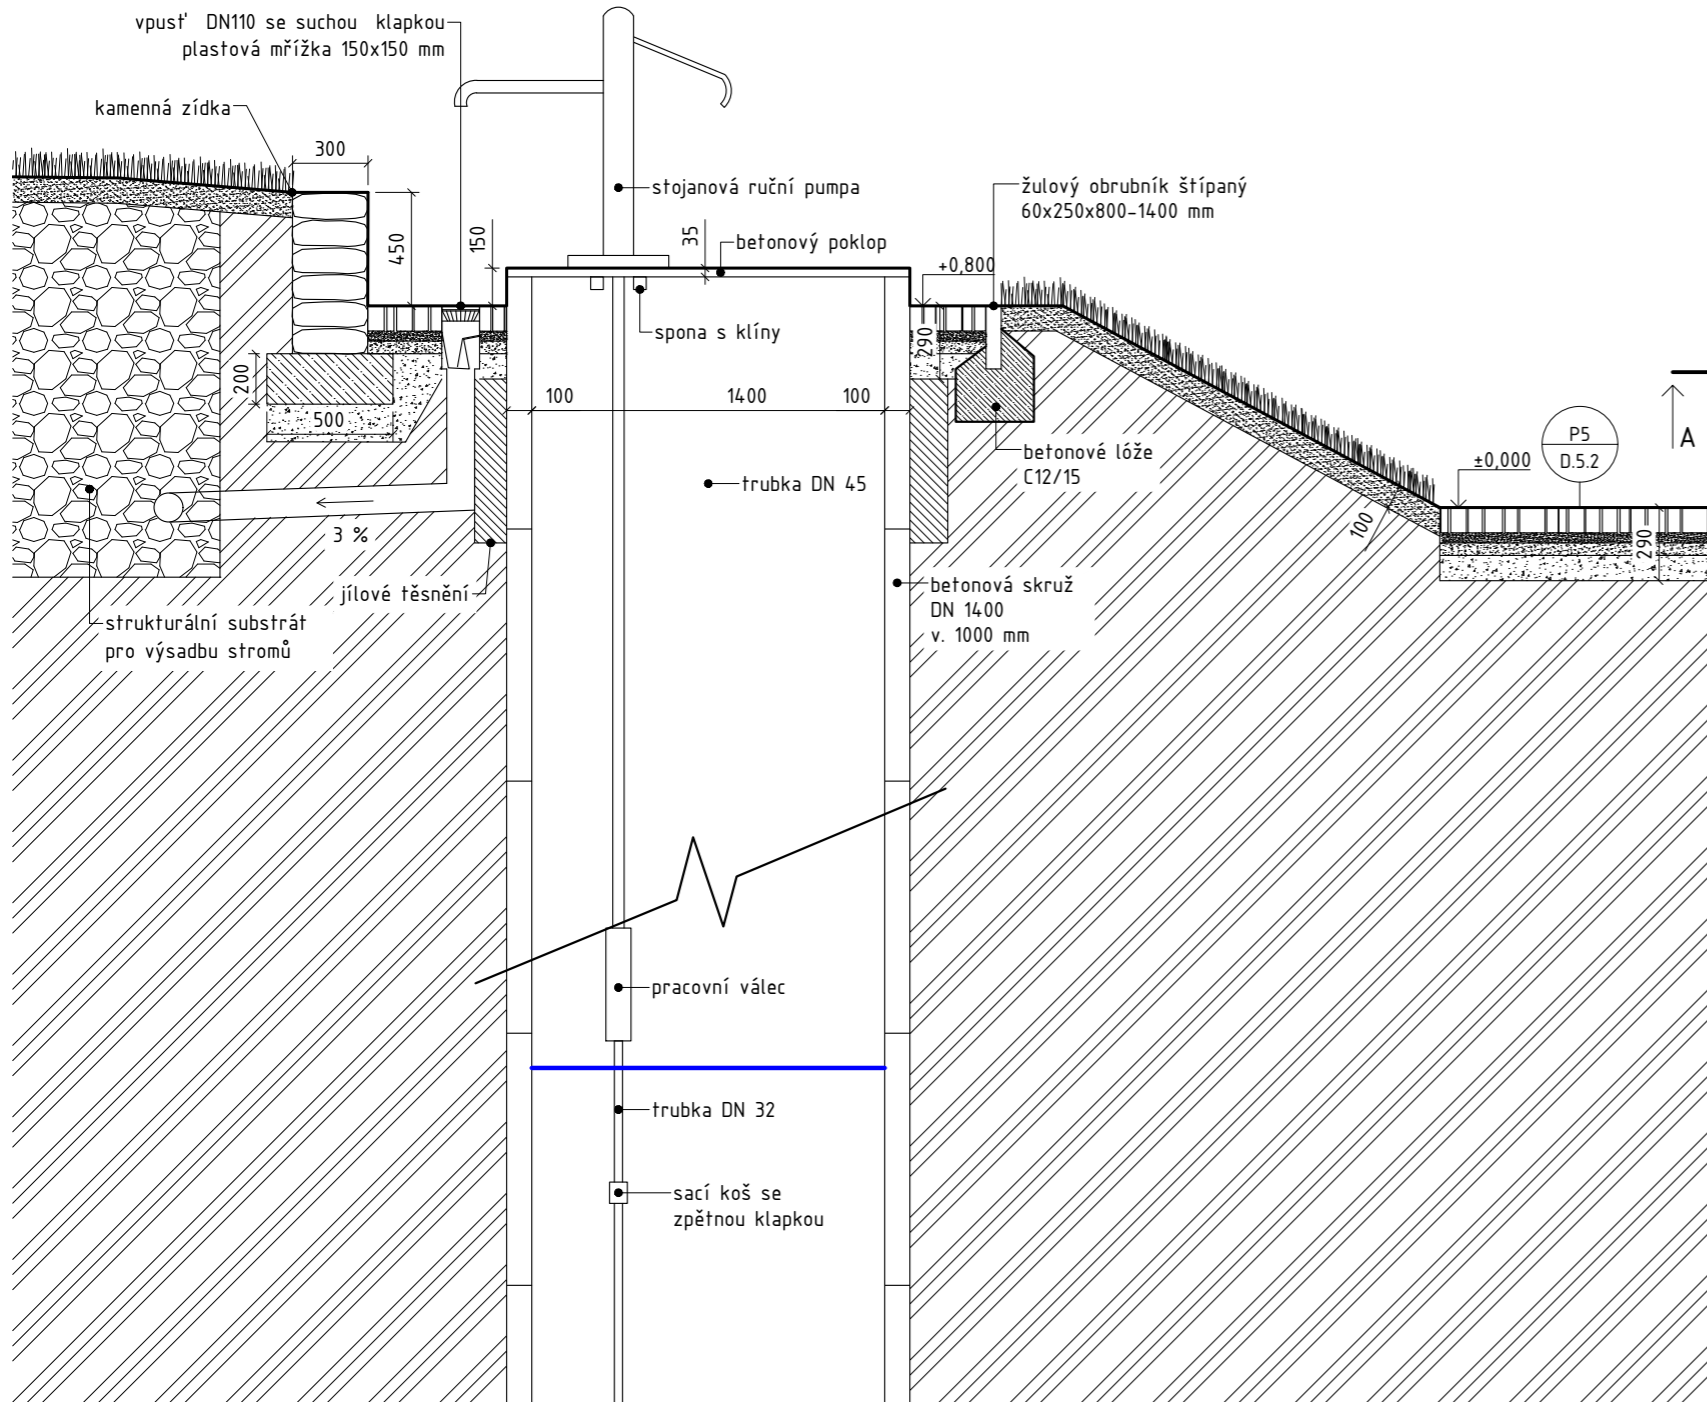 vpusť DN110 se suchou klapkou
plastová mřížka 150x150 mm
kamenná zídka
300
450
150
stojanová ruční pumpa
35
betonový poklop
žulový obrubník štípaný
60x250x800-1400 mm
+0,800
spona s klíny
290
200
500
100
1400
100
betonové lóže
C12/15
trubka DN 45
P5
D.5.2
A
±0,000
100
290
3 %
jílové těsnění
betonová skruž
DN 1400
v. 1000 mm
strukturální substrát
pro výsadbu stromů
pracovní válec
trubka DN 32
sací koš se
zpětnou klapkou